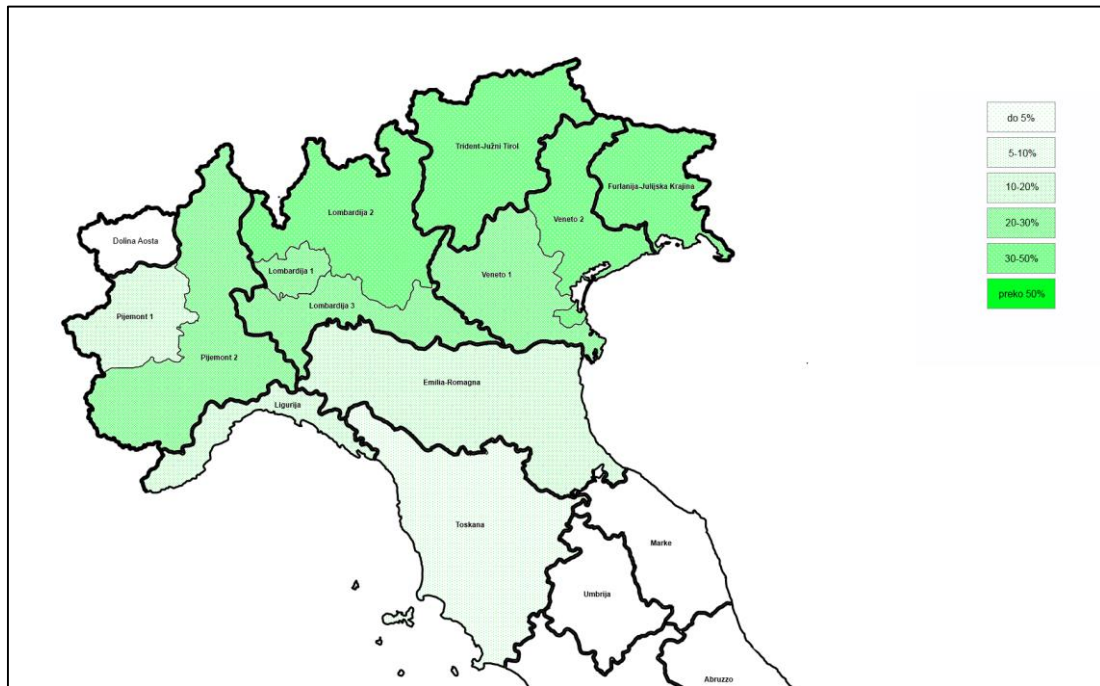 do 5%
5-10%
Trident-Južni Tirol
10-20%
Furlanija-Julijska Krajina
Lombardija 2
Veneto 2
20-30%
Dolina Aosta
30-50%
Lombardija 1
Veneto 1
preko 50%
Lombardija 3
Pijemont 1
Pijemont 2
Emilia-Romagna
Ligurija
Toskana
Marke
Umbrija
Abruzzo